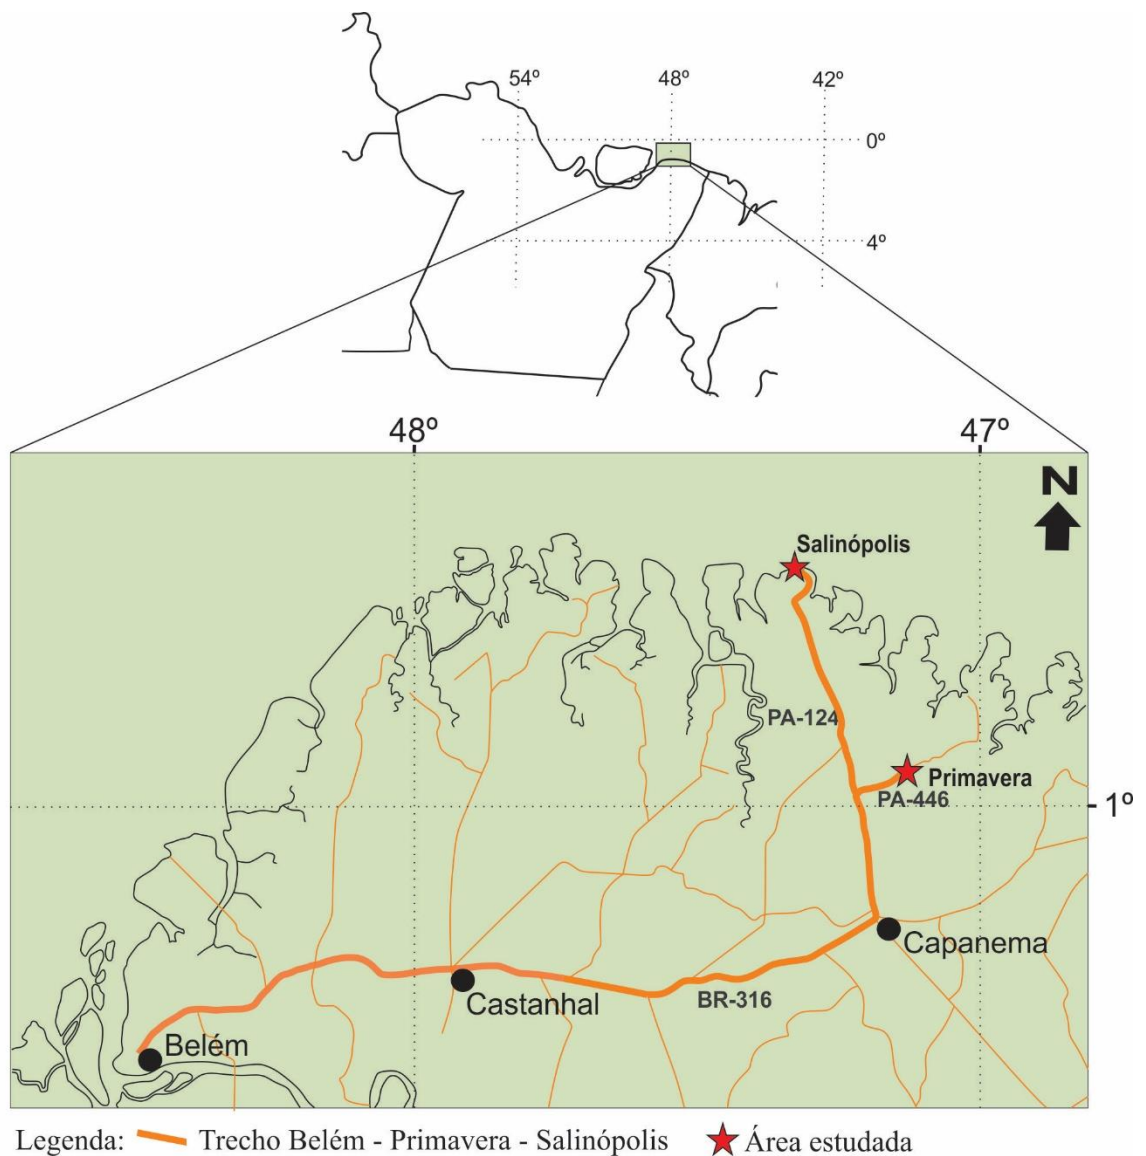 54º 48º 42º
0º
4º
48º 47º
N
Salinópolis
PA-124
Primavera
PA-446
1º
Capanema
Castanhal
BR-316
Belém
Legenda: Trecho Belém - Primavera - Salinópolis Área estudada